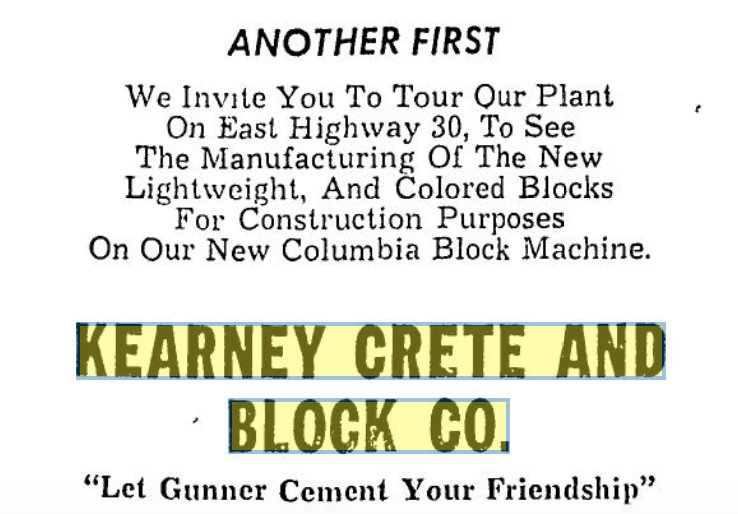 ANOTHER FIRST
We Invite You To Tour Our Plant
On East Highway 30, To See
The Manufacturing Of The New
Lightweight, And Colored Blocks
For Construction Purposes
On Our New Columbia Block Machine.
KEARNEY CRETE AND
BLOCK CO.
"Let Gunner Cement Your Friendship"